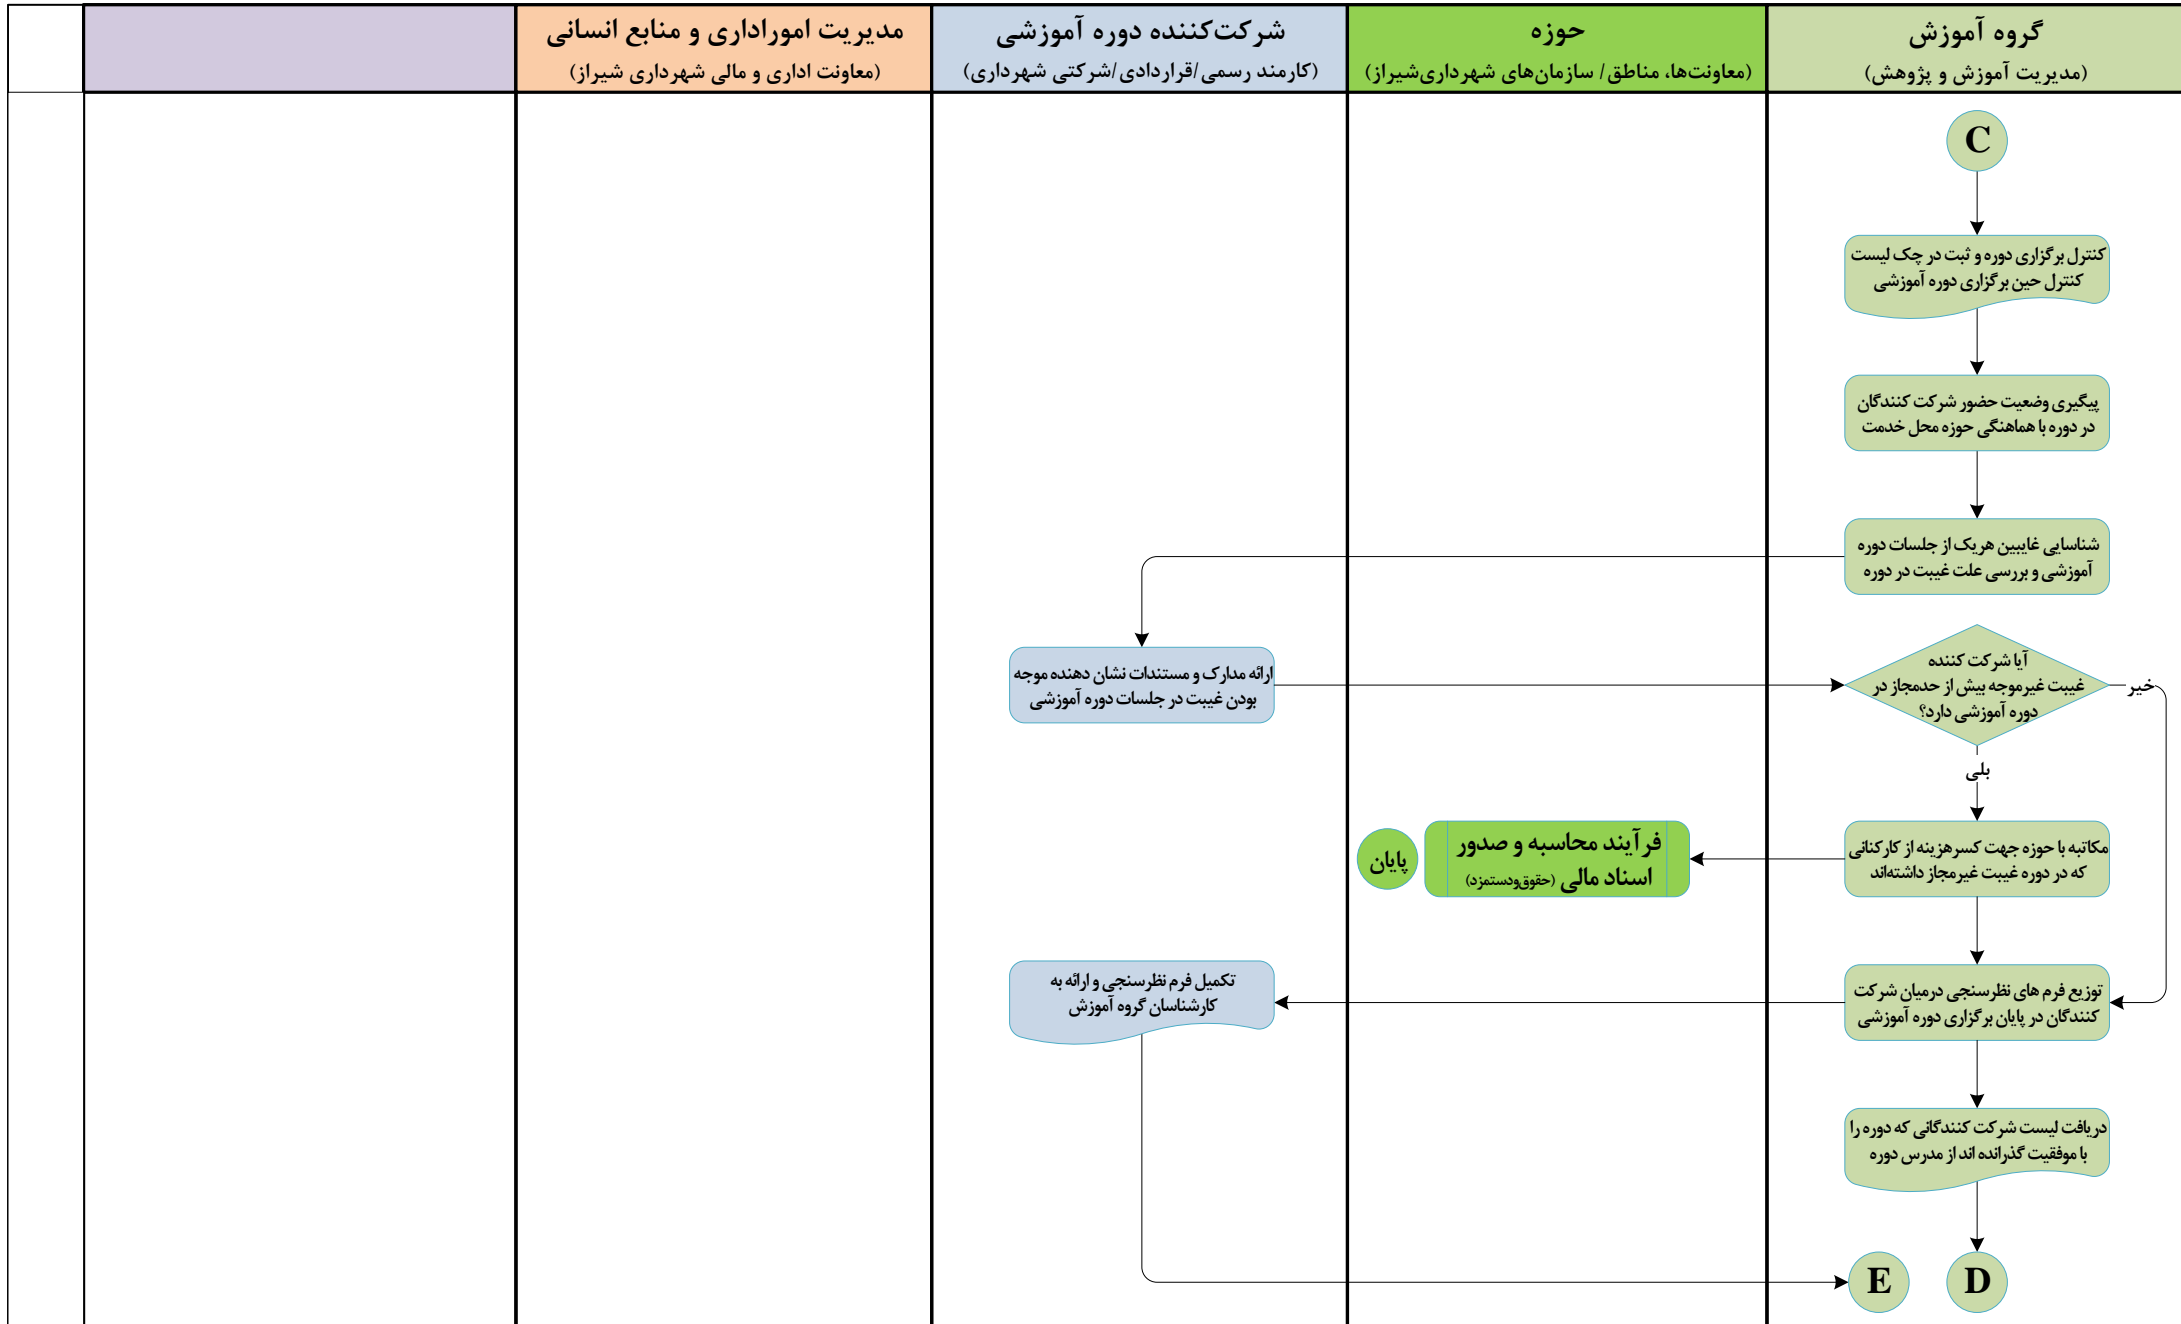 گروه آموزش
(مدیریت آموزش و پژوهش)
حوزه
(معاونت‌ها، مناطق / سازمان‌های شهرداری‌شیراز)
شرکت‌کننده دوره آموزشی
(کارمند رسمی/قراردادی/شرکتی شهرداری)
مدیریت اموراداری و منابع انسانی
(معاونت اداری و مالی شهرداری شیراز)
C
کنترل برگزاری دوره و ثبت در چک لیست
کنترل حین برگزاری دوره آموزشی
پیگیری وضعیت حضور شرکت کنندگان
در دوره با هماهنگی حوزه محل خدمت
شناسایی غایبین هریک از جلسات دوره
آموزشی و بررسی علت غیبت در دوره
ارائه مدارک و مستندات نشان دهنده موجه
بودن غیبت در جلسات دوره آموزشی
آیا شرکت کننده
غیبت غیرموجه بیش از حدمجاز در
دوره آموزشی دارد؟
خیر
بلی
مکاتبه با حوزه جهت کسرهزینه از کارکنانی
که در دوره غیبت غیرمجاز داشته‌اند
فرآیند محاسبه و صدور
اسناد مالی (حقوق‌ودستمزد)
پایان
توزیع فرم های نظرسنجی درمیان شرکت
کنندگان در پایان برگزاری دوره آموزشی
تکمیل فرم نظرسنجی و ارائه به
کارشناسان گروه آموزش
دریافت لیست شرکت کنندگانی که دوره را
با موفقیت گذرانده اند از مدرس دوره
D
E